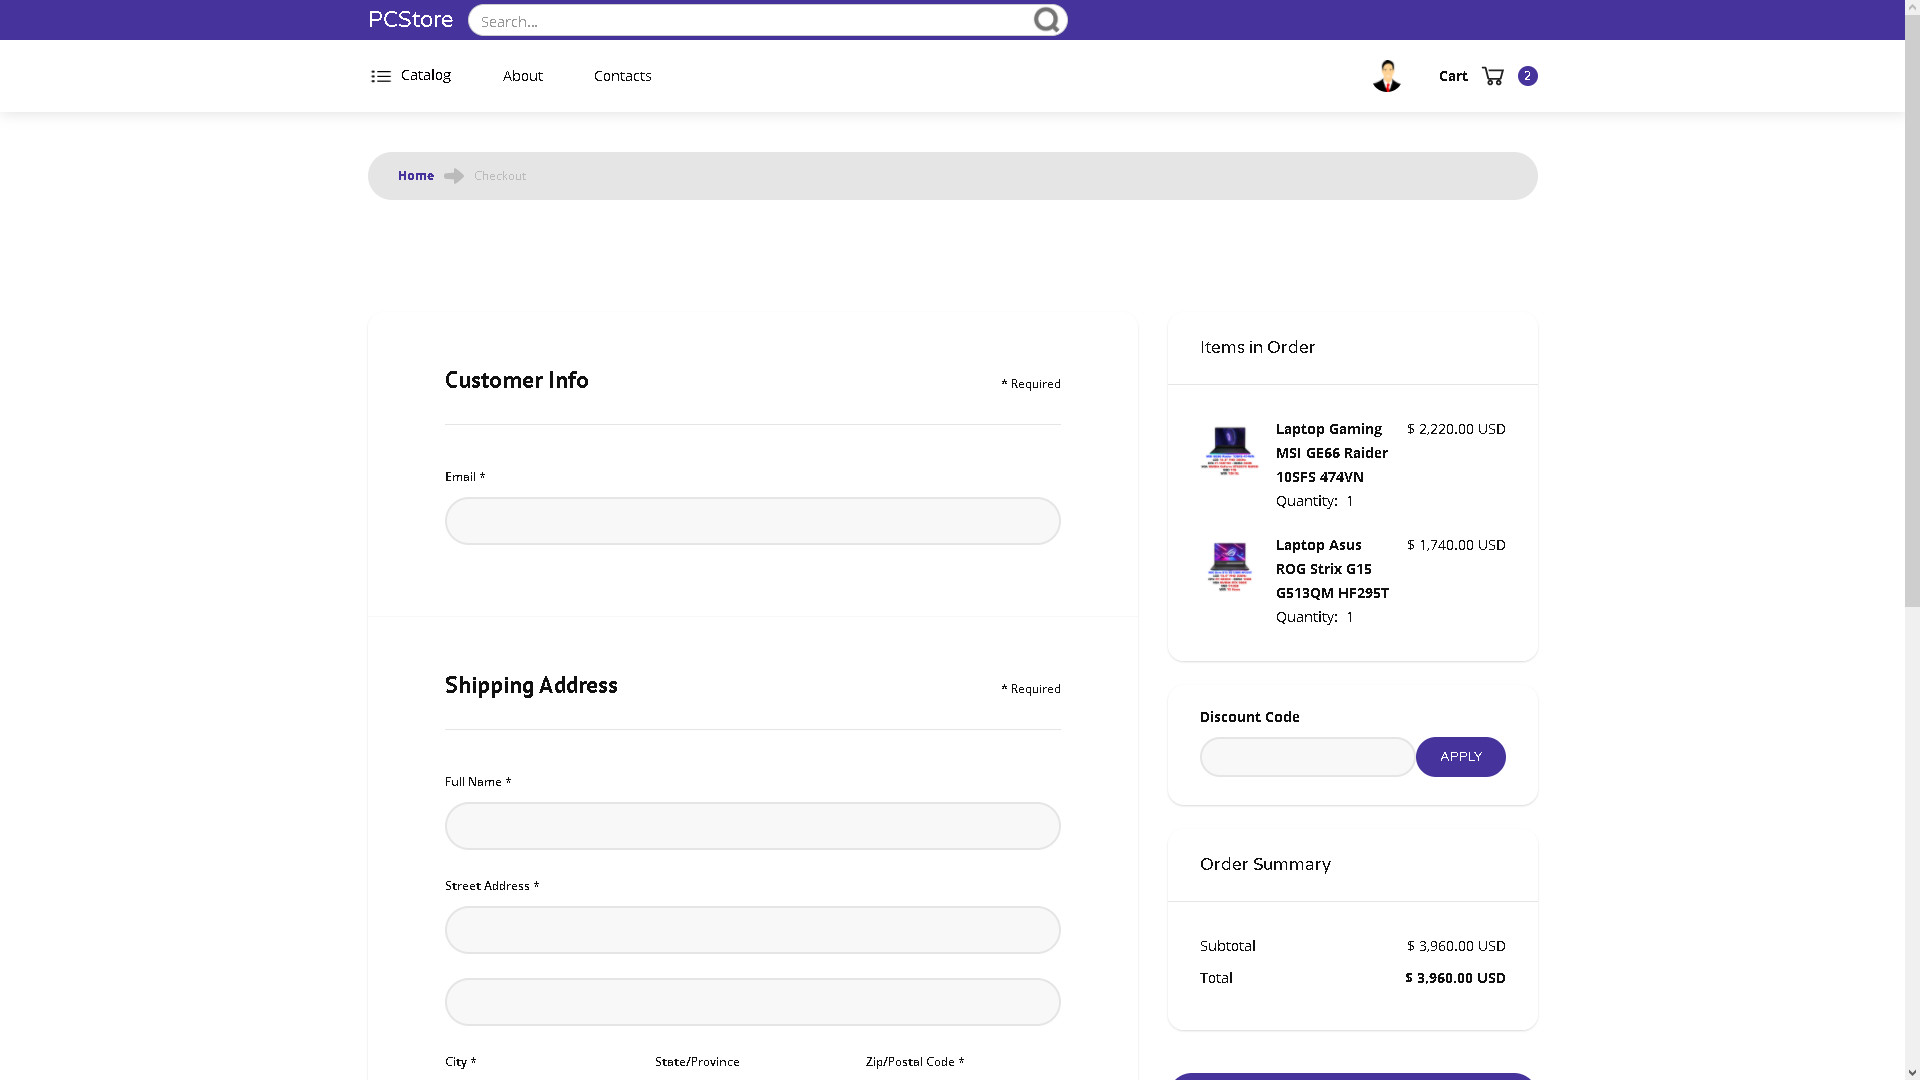 PCStore
Search...
Catalog
About
Contacts
Cart
2
Home
Checkout
Customer Info
* Required
Email *
Shipping Address
* Required
Full Name *
Street Address *
City *
State/Province
Zip/Postal Code *
Items in Order
Laptop Gaming
MSI GE66 Raider
10SFS 474VN
$ 2,220.00 USD
Quantity: 1
Laptop Asus
ROG Strix G15
G513QM HF295T
$ 1,740.00 USD
Quantity: 1
Discount Code
APPLY
Order Summary
Subtotal
$ 3,960.00 USD
Total
$ 3,960.00 USD